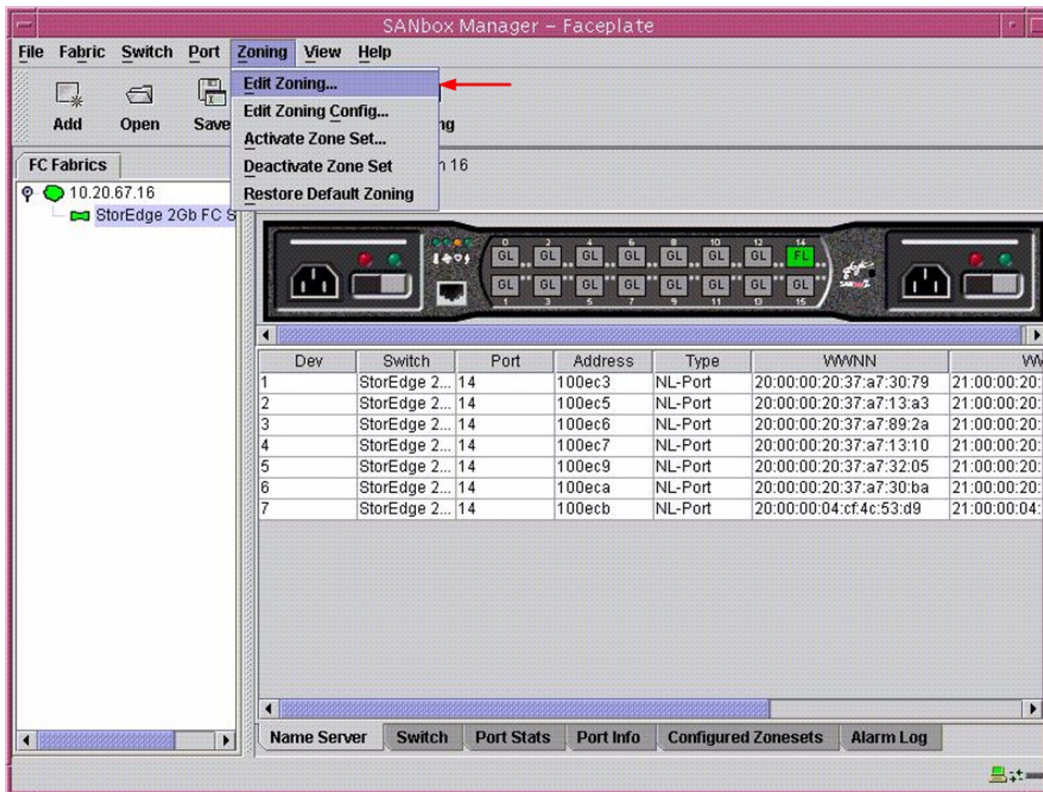 SANbox Manager – Faceplate
File Fabric Switch Port Zoning View Help
Edit Zoning...
Edit Zoning Config...
Activate Zone Set...
Deactivate Zone Set
Restore Default Zoning
Add Open Save
FC Fabrics
16
10.20.67.16
StorEdge 2Gb FC S
0 2 4 6 8 10 12 14
GL GL GL GL GL GL GL FL
GL GL GL GL GL GL GL GL
1 3 5 7 9 11 13 15
Dev Switch Port Address Type WWNN
1 StorEdge 2... 14 100ec3 NL-Port 20:00:00:20:37:a7:30:79 21:00:00:20:
2 StorEdge 2... 14 100ec5 NL-Port 20:00:00:20:37:a7:13:a3 21:00:00:20:
3 StorEdge 2... 14 100ec6 NL-Port 20:00:00:20:37:a7:89:2a 21:00:00:20:
4 StorEdge 2... 14 100ec7 NL-Port 20:00:00:20:37:a7:13:10 21:00:00:20:
5 StorEdge 2... 14 100ec9 NL-Port 20:00:00:20:37:a7:32:05 21:00:00:20:
6 StorEdge 2... 14 100eca NL-Port 20:00:00:20:37:a7:30:ba 21:00:00:20:
7 StorEdge 2... 14 100ecb NL-Port 20:00:00:04:cf:4c:53:d9 21:00:00:04:
Name Server Switch Port Stats Port Info Configured Zonesets Alarm Log